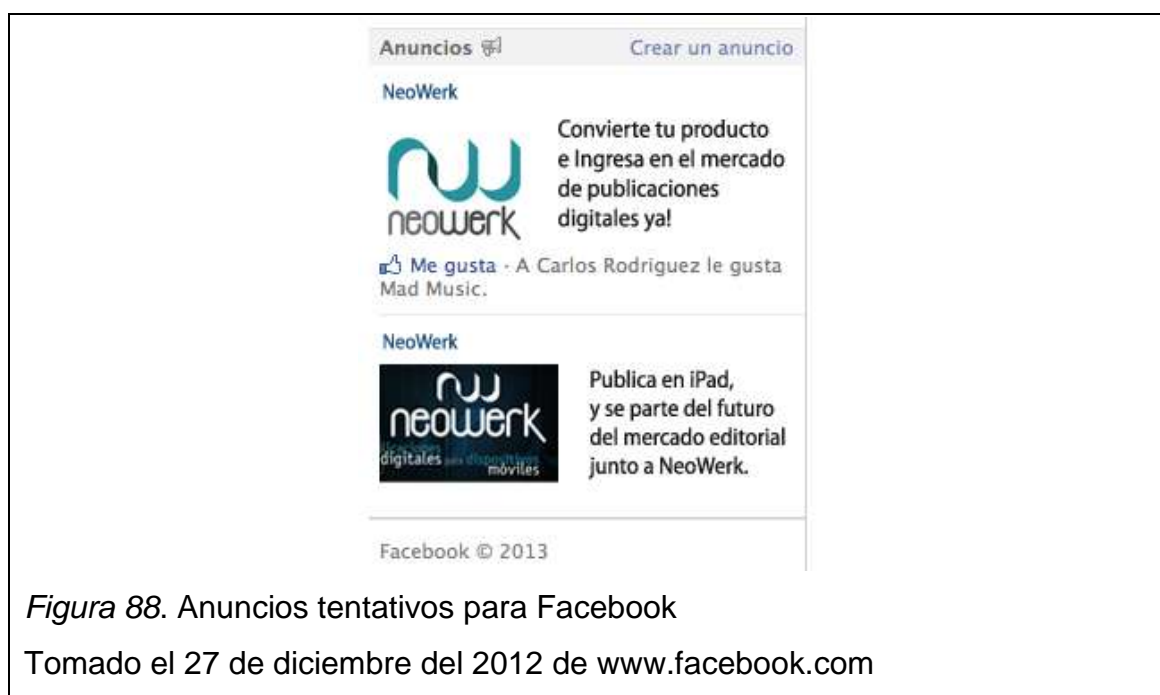 Anuncios Crear un anuncio
NeoWerk
Convierte tu producto
e Ingresa en el mercado
de publicaciones
digitales ya!
neowerk
Me gusta · A Carlos Rodriguez le gusta
Mad Music.
NeoWerk
neowerk
digitales para dispositivos
móviles
Publica en iPad,
y se parte del futuro
del mercado editorial
junto a NeoWerk.
Facebook © 2013
Figura 88. Anuncios tentativos para Facebook
Tomado el 27 de diciembre del 2012 de www.facebook.com